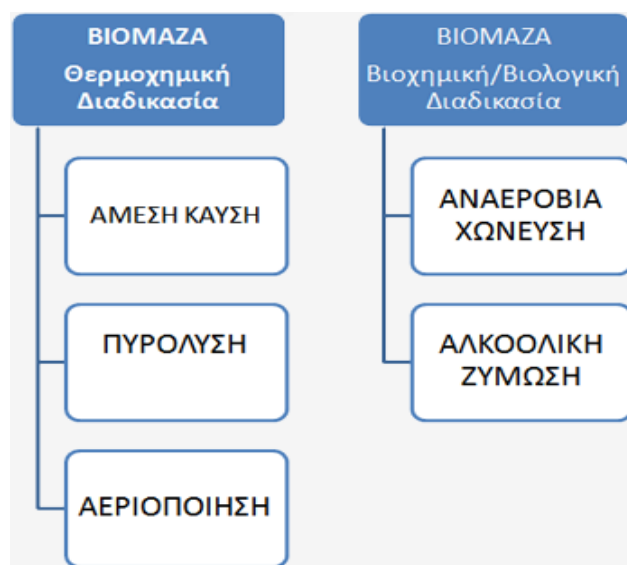 ΒΙΟΜΑΖΑ
Θερμοχημική
Διαδικασία
ΑΜΕΣΗ ΚΑΥΣΗ
ΠΥΡΟΛΥΣΗ
ΑΕΡΙΟΠΟΙΗΣΗ
ΒΙΟΜΑΖΑ
Βιοχημική/Βιολογική
Διαδικασία
ΑΝΑΕΡΟΒΙΑ
ΧΩΝΕΥΣΗ
ΑΛΚΟΟΛΙΚΗ
ΖΥΜΩΣΗ